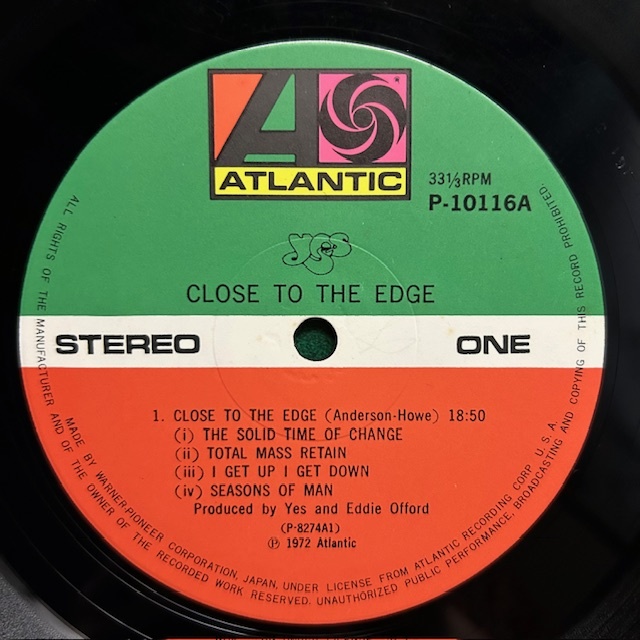 ATLANTIC
33⅓RPM
P-10116A
yes
CLOSE TO THE EDGE
STEREO
ONE
1. CLOSE TO THE EDGE (Anderson-Howe) 18:50
(i) THE SOLID TIME OF CHANGE
(ii) TOTAL MASS RETAIN
(iii) I GET UP I GET DOWN
(iv) SEASONS OF MAN
Produced by Yes and Eddie Offord
(P-8274A1)
Ⓟ 1972 Atlantic
MADE BY WARNER-PIONEER CORPORATION, JAPAN, UNDER LICENSE FROM ATLANTIC RECORDING CORP. U.S.A.
ALL RIGHTS OF THE MANUFACTURER AND OF THE OWNER OF THE RECORDED WORK RESERVED. UNAUTHORIZED PUBLIC PERFORMANCE, BROADCASTING AND COPYING OF THIS RECORD PROHIBITED.